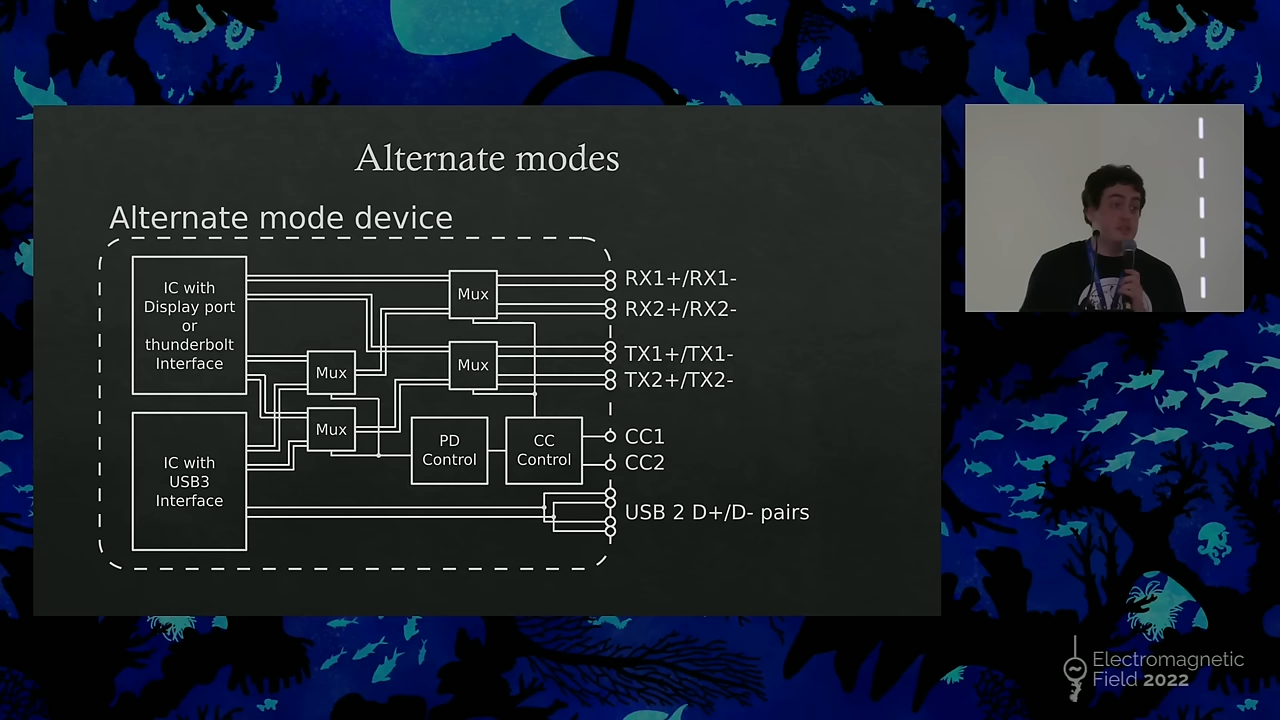 Alternate modes
Alternate mode device
IC with
Display port
or
thunderbolt
Interface
Mux
Mux
Mux
Mux
IC with
USB3
Interface
PD
Control
CC
Control
RX1+/RX1-
RX2+/RX2-
TX1+/TX1-
TX2+/TX2-
CC1
CC2
USB 2 D+/D- pairs
Electromagnetic
Field 2022